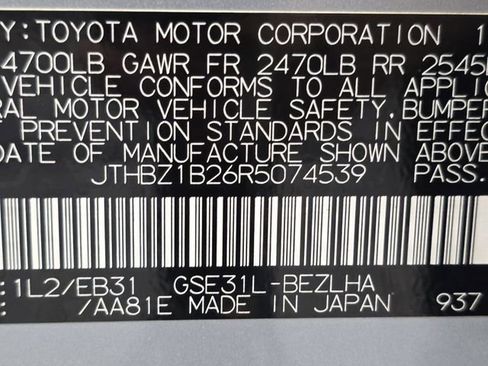 Y:TOYOTA MOTOR CORPORATION 1
4700LB GAWR FR 2470LB RR 2545
VEHICLE CONFORMS TO ALL APPLI
RAL MOTOR VEHICLE SAFETY, BUMPER
PREVENTION STANDARDS IN EFFEC
DATE OF MANUFACTURE SHOWN ABOVE
JTHBZ1B26R5074539 PASS.
:1L2/EB31 GSE31L-BEZLHA
/AA81E MADE IN JAPAN 937